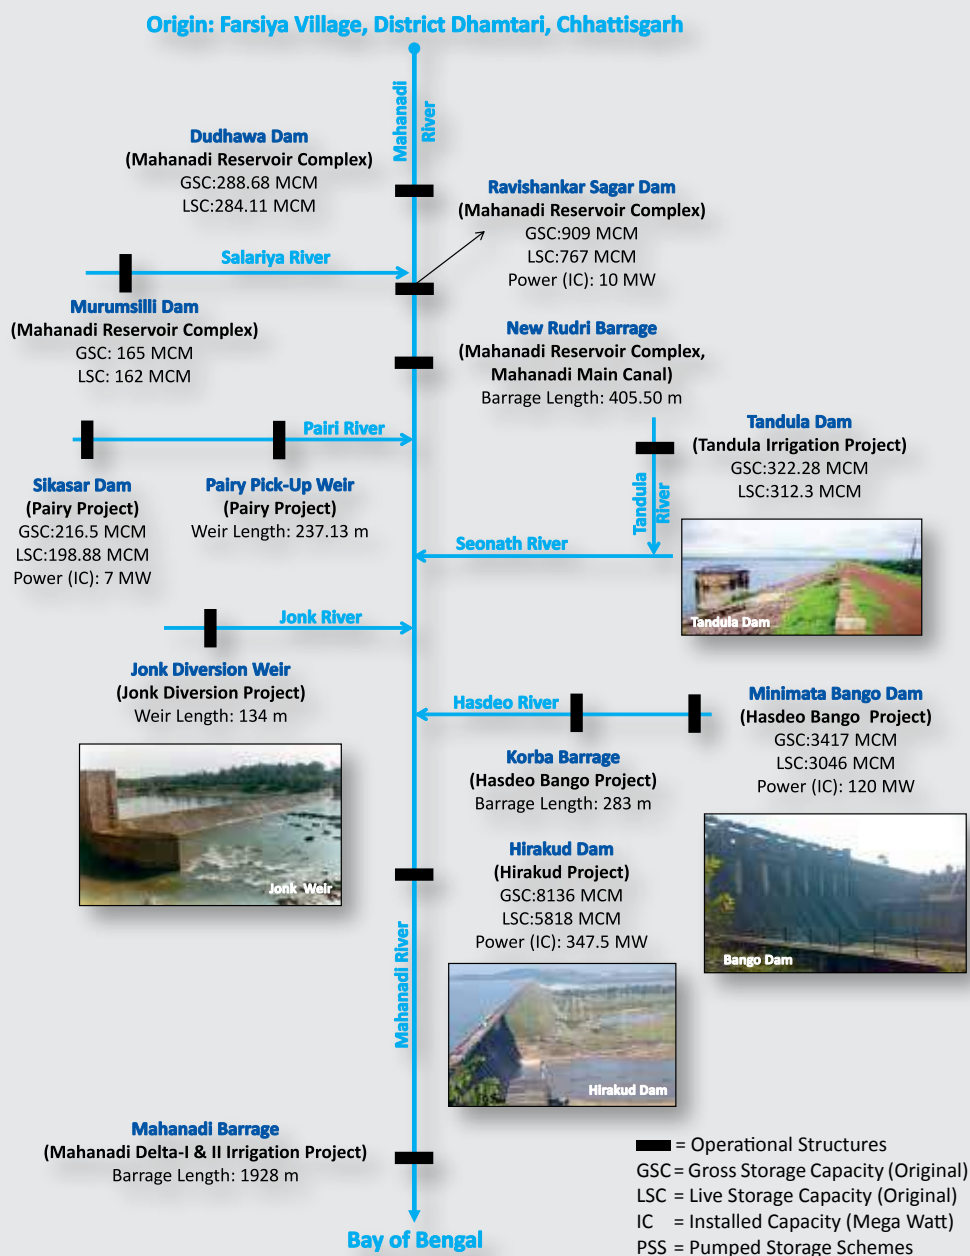 Origin: Farsiya Village, District Dhamtari, Chhattisgarh
Mahanadi
River
Dudhawa Dam
(Mahanadi Reservoir Complex)
GSC:288.68 MCM
LSC:284.11 MCM
Ravishankar Sagar Dam
(Mahanadi Reservoir Complex)
GSC:909 MCM
LSC:767 MCM
Power (IC): 10 MW
Salariya River
Murumsilli Dam
(Mahanadi Reservoir Complex)
GSC: 165 MCM
LSC: 162 MCM
New Rudri Barrage
(Mahanadi Reservoir Complex,
Mahanadi Main Canal)
Barrage Length: 405.50 m
Pairi River
Sikasar Dam
(Pairy Project)
GSC:216.5 MCM
LSC:198.88 MCM
Power (IC): 7 MW
Pairy Pick-Up Weir
(Pairy Project)
Weir Length: 237.13 m
Tandula Dam
(Tandula Irrigation Project)
GSC:322.28 MCM
LSC:312.3 MCM
Tandula
River
Seonath River
Tandula Dam
Jonk River
Jonk Diversion Weir
(Jonk Diversion Project)
Weir Length: 134 m
Jonk Weir
Hasdeo River
Korba Barrage
(Hasdeo Bango Project)
Barrage Length: 283 m
Minimata Bango Dam
(Hasdeo Bango Project)
GSC:3417 MCM
LSC:3046 MCM
Power (IC): 120 MW
Bango Dam
Hirakud Dam
(Hirakud Project)
GSC:8136 MCM
LSC:5818 MCM
Power (IC): 347.5 MW
Hirakud Dam
Mahanadi River
Mahanadi Barrage
(Mahanadi Delta-I & II Irrigation Project)
Barrage Length: 1928 m
Bay of Bengal
= Operational Structures
GSC = Gross Storage Capacity (Original)
LSC = Live Storage Capacity (Original)
IC = Installed Capacity (Mega Watt)
PSS = Pumped Storage Schemes